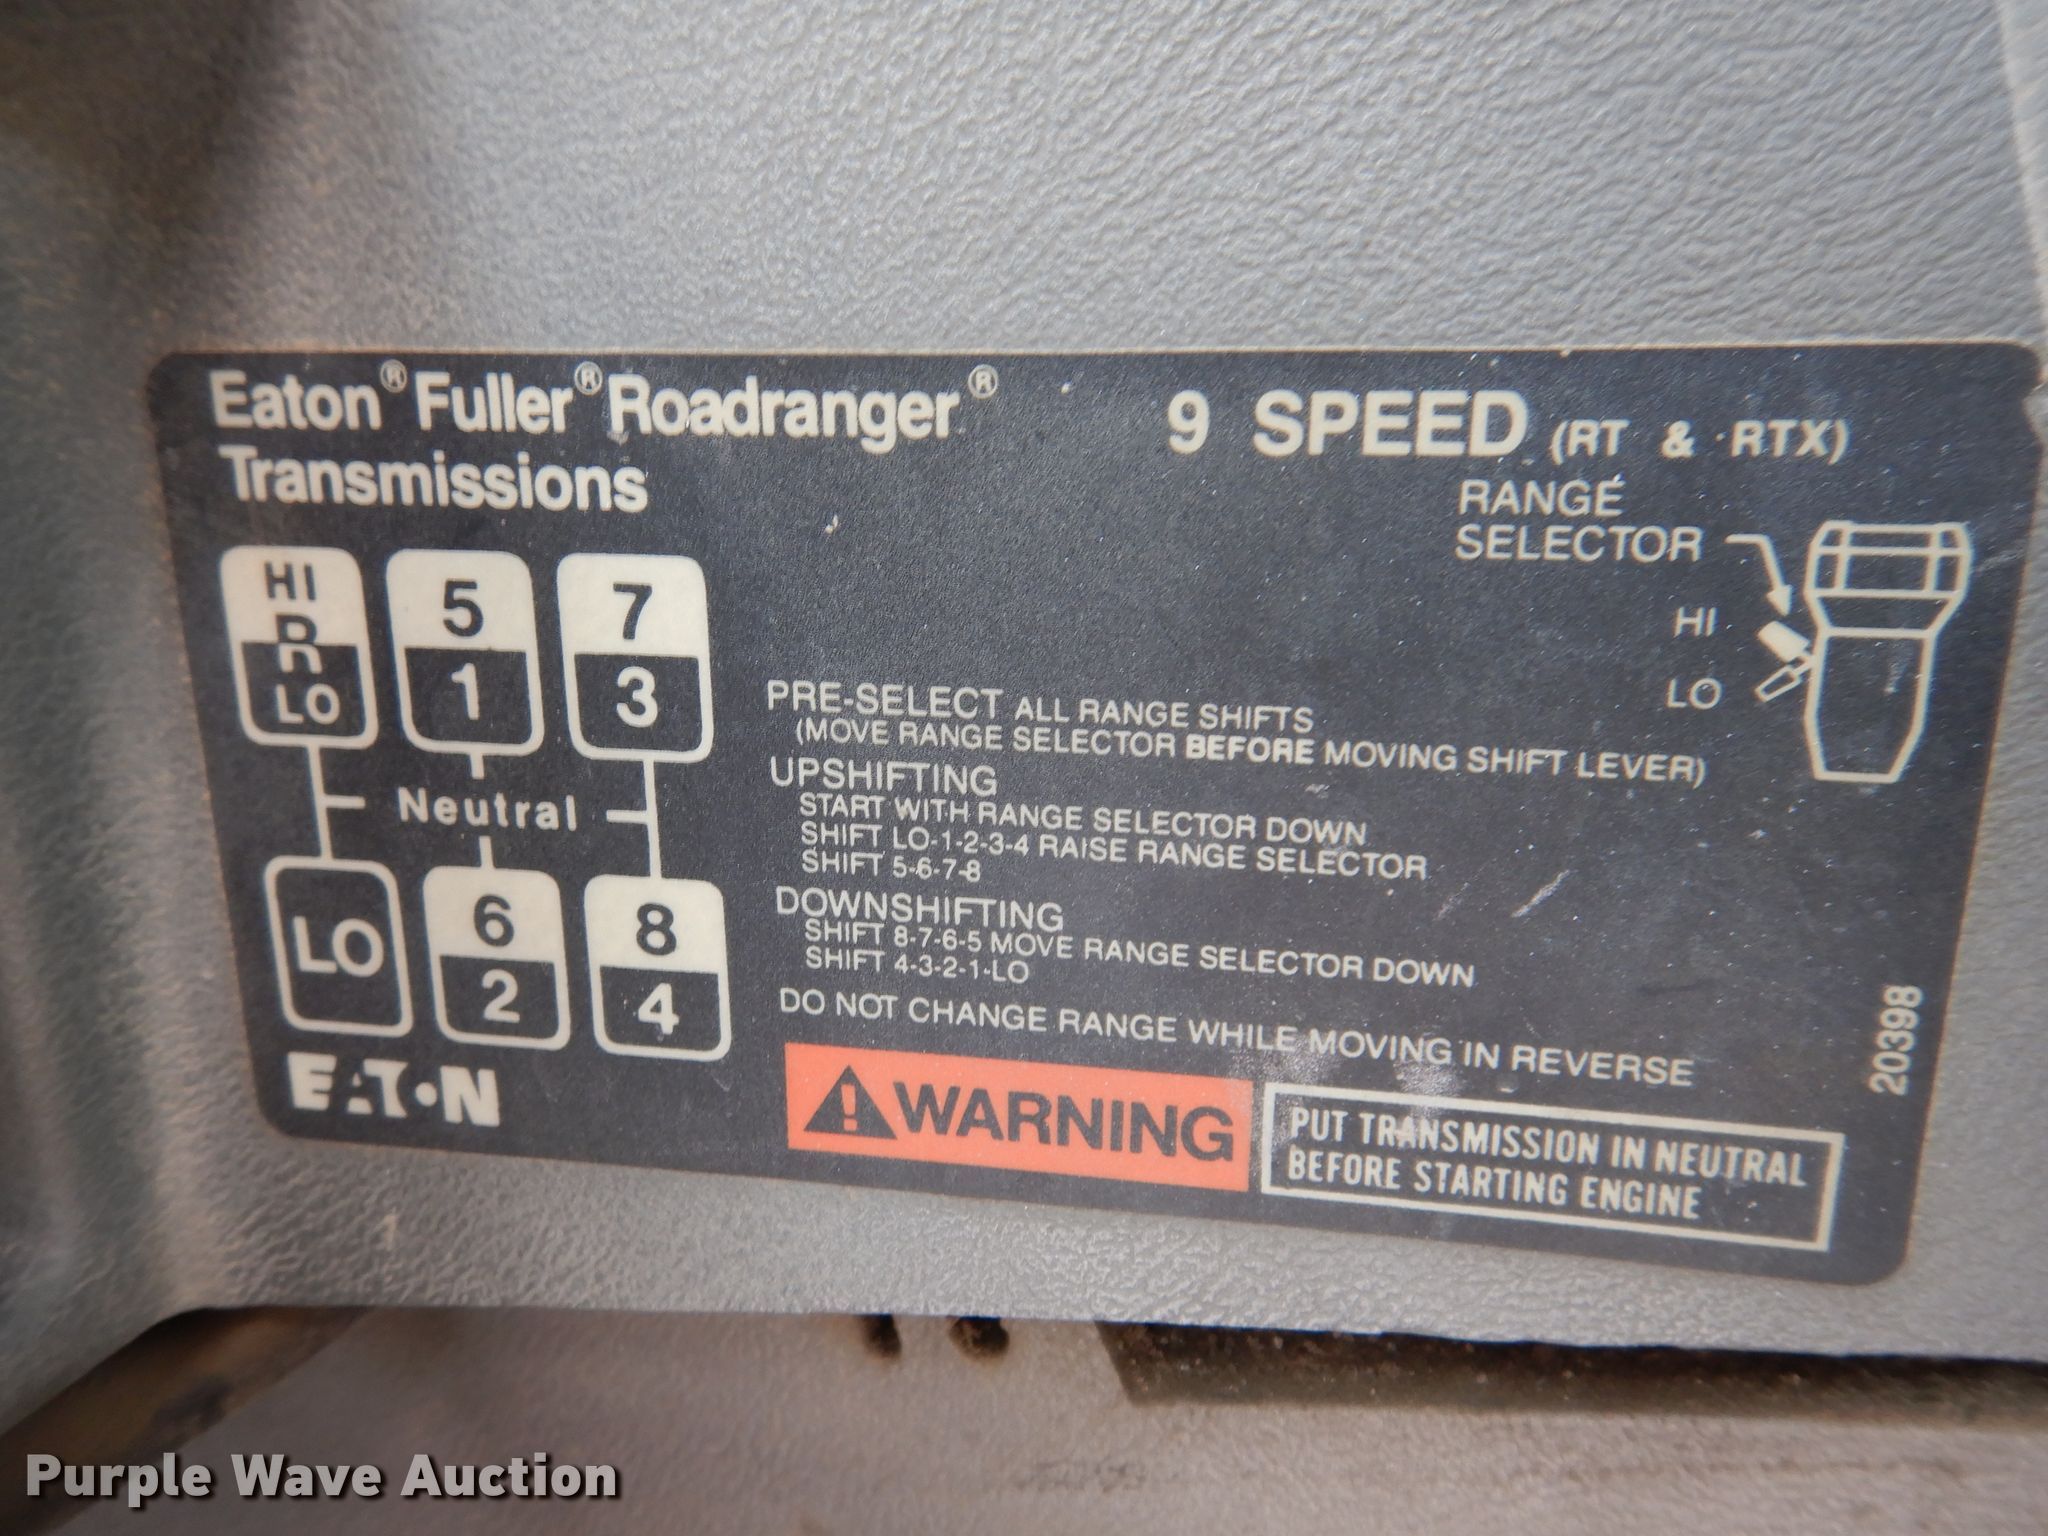 Eaton® Fuller® Roadranger®
Transmissions
9 SPEED (RT & RTX)
RANGE
SELECTOR
HI
LO
HI
R
LO
5
1
7
3
Neutral
LO
6
2
8
4
EATON
PRE-SELECT ALL RANGE SHIFTS
(MOVE RANGE SELECTOR BEFORE MOVING SHIFT LEVER)
UPSHIFTING
START WITH RANGE SELECTOR DOWN
SHIFT LO-1-2-3-4 RAISE RANGE SELECTOR
SHIFT 5-6-7-8
DOWNSHIFTING
SHIFT 8-7-6-5 MOVE RANGE SELECTOR DOWN
SHIFT 4-3-2-1-LO
DO NOT CHANGE RANGE WHILE MOVING IN REVERSE
WARNING
PUT TRANSMISSION IN NEUTRAL
BEFORE STARTING ENGINE
20398
Purple Wave Auction